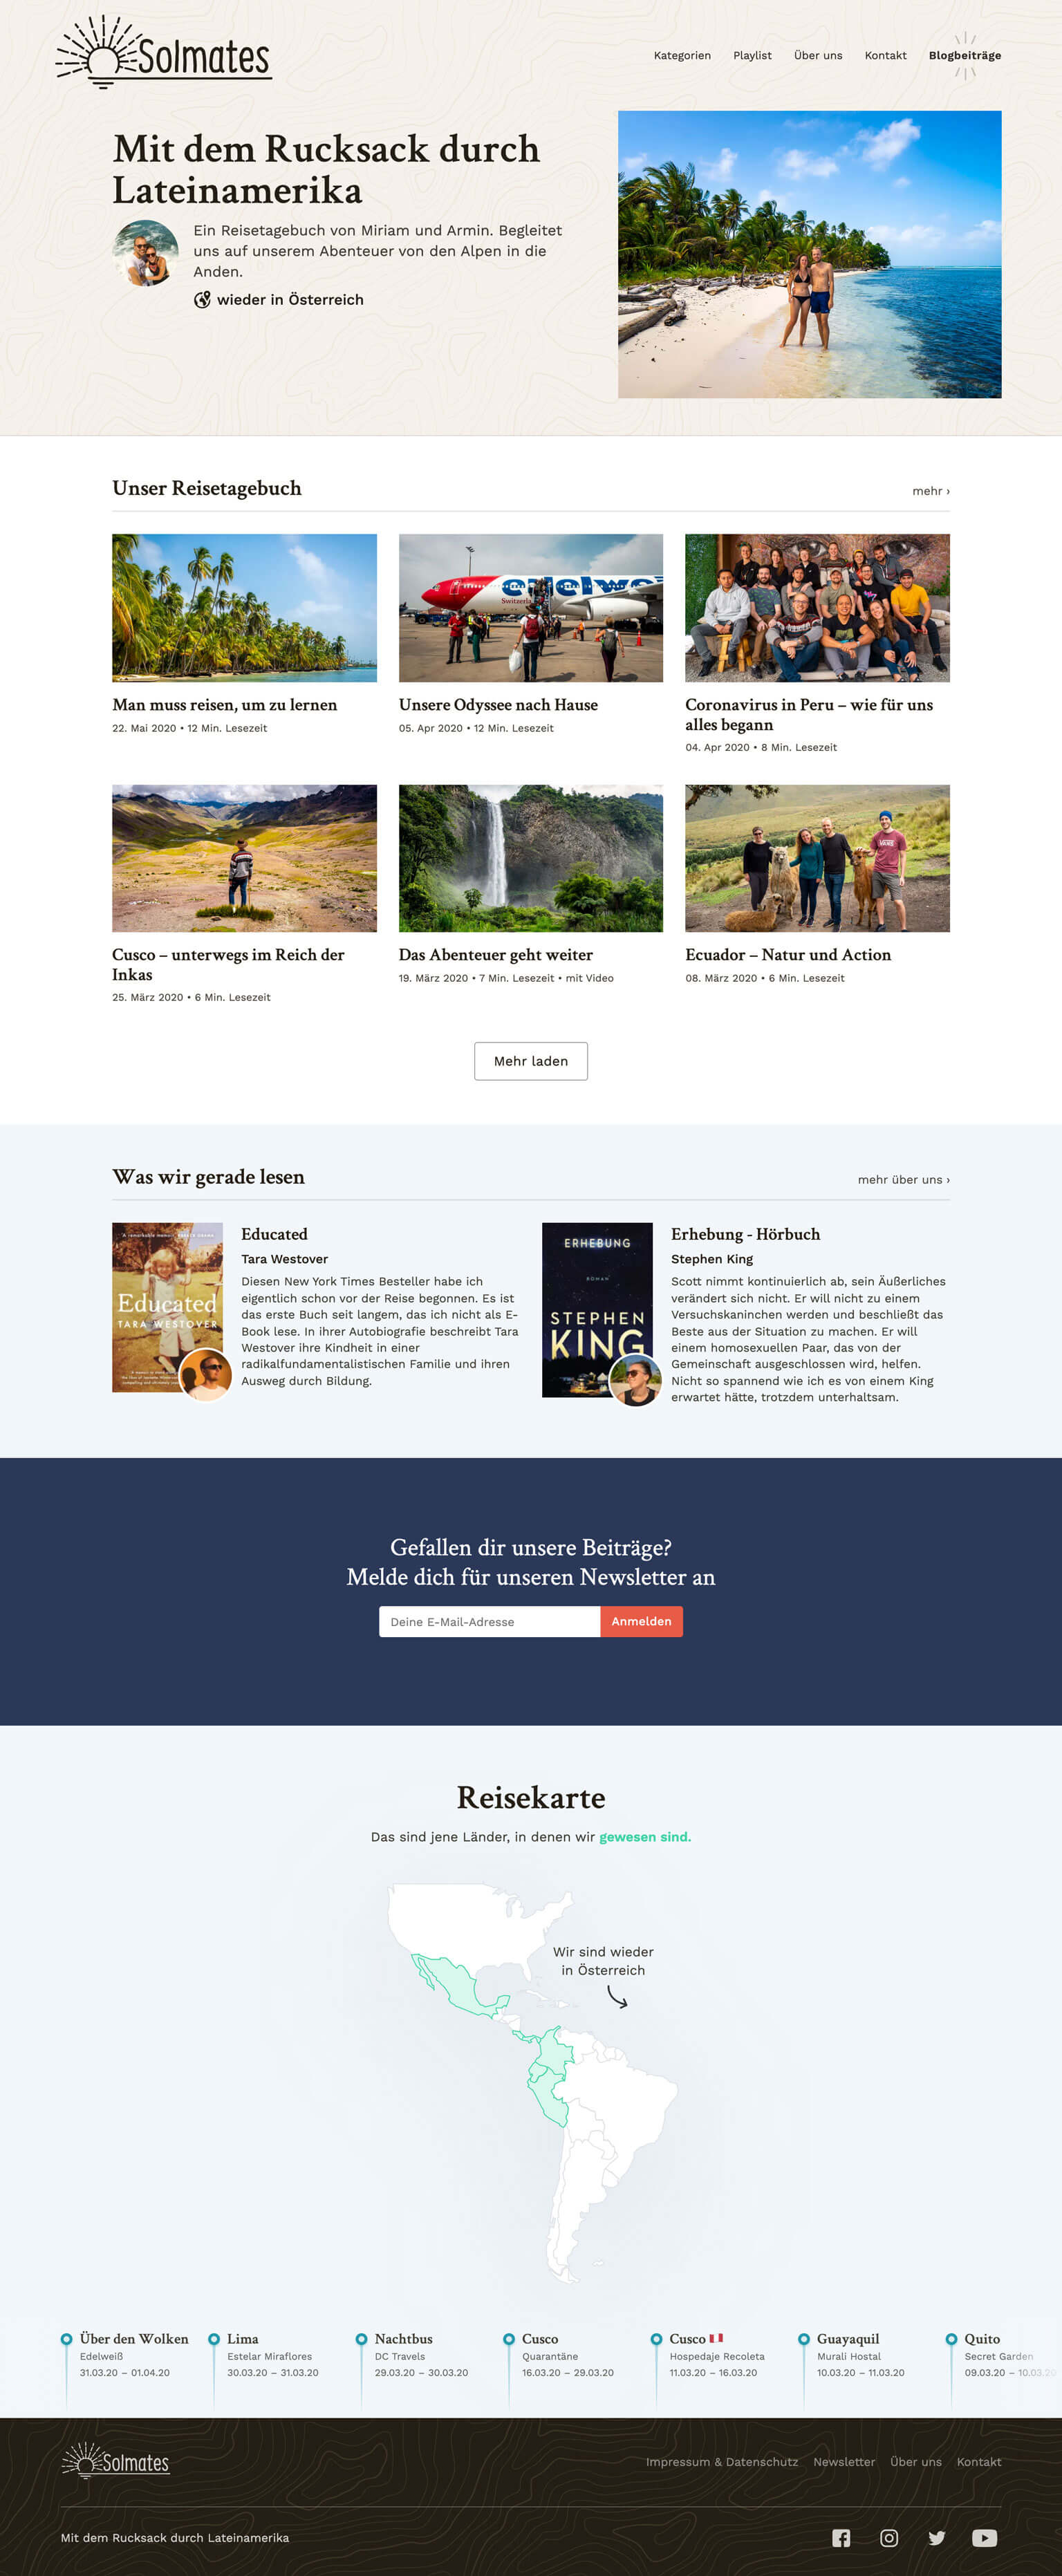 Solmates
Kategorien
Playlist
Über uns
Kontakt
Blogbeiträge
Mit dem Rucksack durch
Lateinamerika
Ein Reisetagebuch von Miriam und Armin. Begleitet
uns auf unserem Abenteuer von den Alpen in die
Anden.
wieder in Österreich
Unser Reisetagebuch
mehr ›
edelwe
Switzerla
Man muss reisen, um zu lernen
22. Mai 2020 • 12 Min. Lesezeit
Unsere Odyssee nach Hause
05. Apr 2020 • 12 Min. Lesezeit
Coronavirus in Peru – wie für uns
alles begann
04. Apr 2020 • 8 Min. Lesezeit
VANS
Cusco – unterwegs im Reich der
Inkas
25. März 2020 • 6 Min. Lesezeit
Das Abenteuer geht weiter
19. März 2020 • 7 Min. Lesezeit • mit Video
Ecuador – Natur und Action
08. März 2020 • 6 Min. Lesezeit
Mehr laden
Was wir gerade lesen
mehr über uns ›
Educated
TARA WESTOVER
Educated
Tara Westover
Diesen New York Times Besteller habe ich
eigentlich schon vor der Reise begonnen. Es ist
das erste Buch seit langem, das ich nicht als E-
Book lese. In ihrer Autobiografie beschreibt Tara
Westover ihre Kindheit in einer
radikalfundamentalistischen Familie und ihren
Ausweg durch Bildung.
ERHEBUNG
ROMAN
STEPHEN
KING
Erhebung - Hörbuch
Stephen King
Scott nimmt kontinuierlich ab, sein Äußerliches
verändert sich nicht. Er will nicht zu einem
Versuchskaninchen werden und beschließt das
Beste aus der Situation zu machen. Er will
einem homosexuellen Paar, das von der
Gemeinschaft ausgeschlossen wird, helfen.
Nicht so spannend wie ich es von einem King
erwartet hätte, trotzdem unterhaltsam.
Gefallen dir unsere Beiträge?
Melde dich für unseren Newsletter an
Deine E-Mail-Adresse
Anmelden
Reisekarte
Das sind jene Länder, in denen wir gewesen sind.
Wir sind wieder
in Österreich
Über den Wolken
Edelweiß
31.03.20 – 01.04.20
Lima
Estelar Miraflores
30.03.20 – 31.03.20
Nachtbus
DC Travels
29.03.20 – 30.03.20
Cusco
Quarantäne
16.03.20 – 29.03.20
Cusco
Hospedaje Recoleta
11.03.20 – 16.03.20
Guayaquil
Murali Hostal
10.03.20 – 11.03.20
Quito
Secret Garden
09.03.20 – 10.03.20
Solmates
Impressum & Datenschutz
Newsletter
Über uns
Kontakt
Mit dem Rucksack durch Lateinamerika